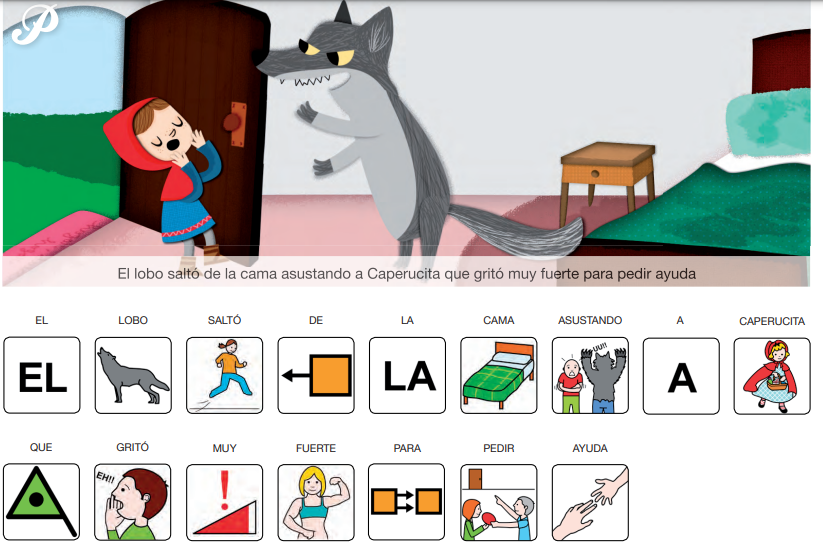 P
El lobo saltó de la cama asustando a Caperucita que gritó muy fuerte para pedir ayuda
EL LOBO SALTÓ DE LA CAMA ASUSTANDO A CAPERUCITA
EL LA UU!! A
QUE GRITÓ MUY FUERTE PARA PEDIR AYUDA
EH!! !